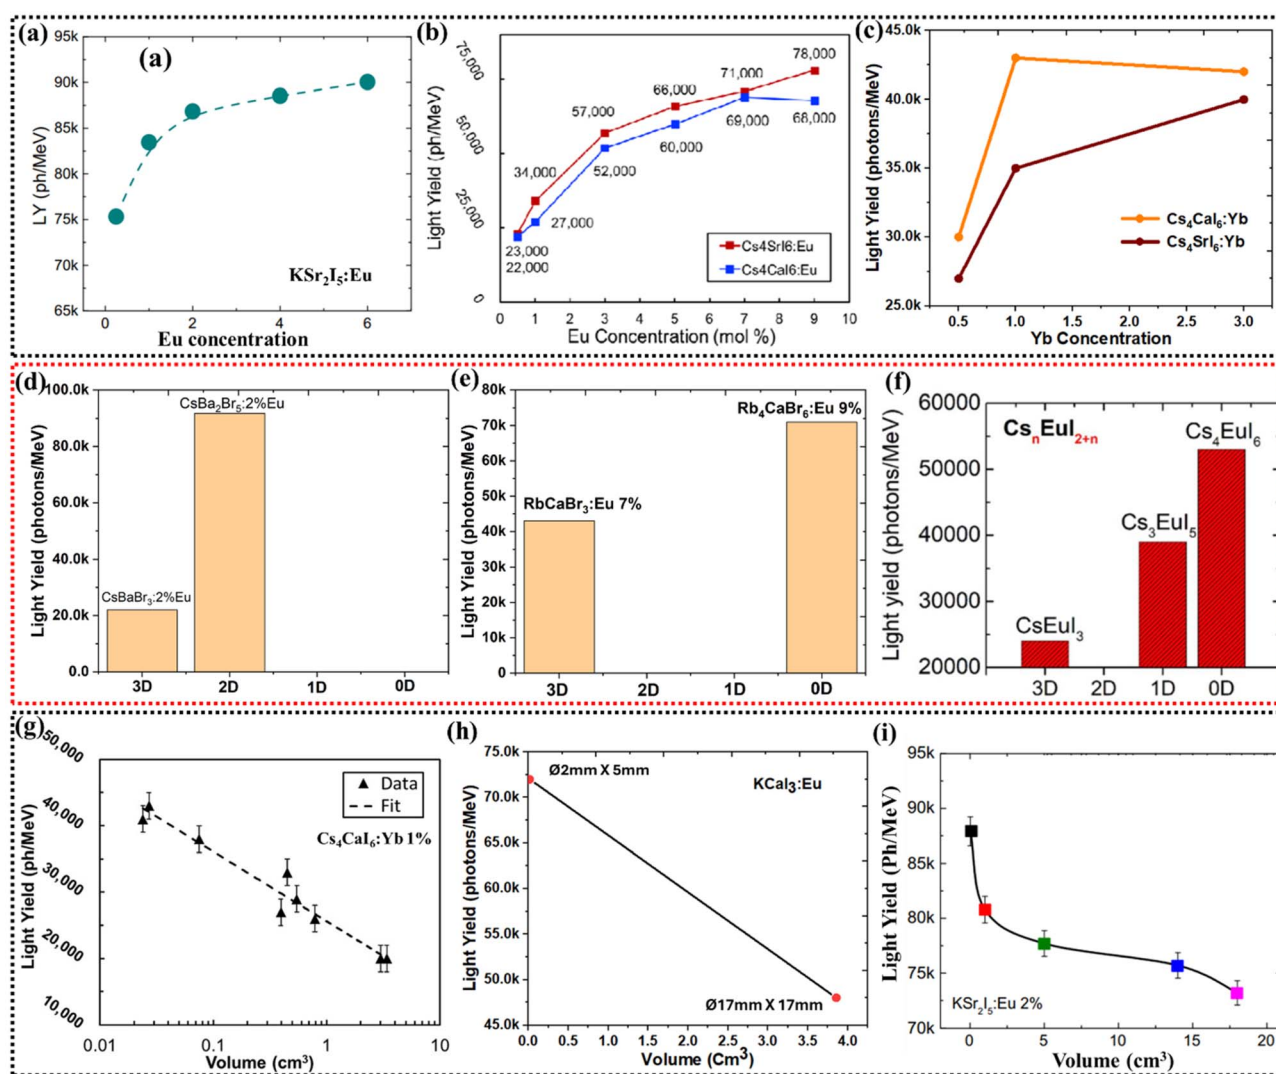 (a)
(a)
95k
90k
85k
80k
75k
70k
65k
LY (ph/MeV)
KSr₂I₅:Eu
0 2 4 6
Eu concentration
(b)
75,000
50,000
25,000
0
Light Yield (ph/MeV)
78,000
71,000
66,000
57,000
69,000
68,000
60,000
52,000
34,000
27,000
23,000
22,000
Cs4SrI6:Eu
Cs4CaI6:Eu
0 1 2 3 4 5 6 7 8 9 10
Eu Concentration (mol %)
(c)
45.0k
40.0k
35.0k
30.0k
25.0k
Light Yield (photons/MeV)
Cs₄CaI₆:Yb
Cs₄SrI₆:Yb
0.5 1.0 1.5 2.0 2.5 3.0
Yb Concentration
(d)
100.0k
80.0k
60.0k
40.0k
20.0k
0.0
Light Yield (photons/MeV)
CsBa₂Br₅:2%Eu
CsBaBr₃:2%Eu
3D 2D 1D 0D
(e)
80k
70k
60k
50k
40k
30k
20k
10k
0
Light Yield (photons/MeV)
Rb₄CaBr₆:Eu 9%
RbCaBr₃:Eu 7%
3D 2D 1D 0D
(f)
60000
50000
40000
30000
20000
Light yield (photons/MeV)
CsₙEuI₂₊ₙ
Cs₄EuI₆
Cs₃EuI₅
CsEuI₃
3D 2D 1D 0D
(g)
50,000
40,000
30,000
20,000
10,000
Light Yield (ph/MeV)
Data
Fit
Cs₄CaI₆:Yb 1%
0.01 0.1 1 10
Volume (cm³)
(h)
75.0k
70.0k
65.0k
60.0k
55.0k
50.0k
45.0k
Light Yield (photons/MeV)
Ø2mm X 5mm
KCaI₃:Eu
Ø17mm X 17mm
0.0 0.5 1.0 1.5 2.0 2.5 3.0 3.5 4.0
Volume (Cm³)
(i)
95k
90k
85k
80k
75k
70k
Light Yield (Ph/MeV)
KSr₂I₅:Eu 2%
0 5 10 15 20
Volume (cm³)